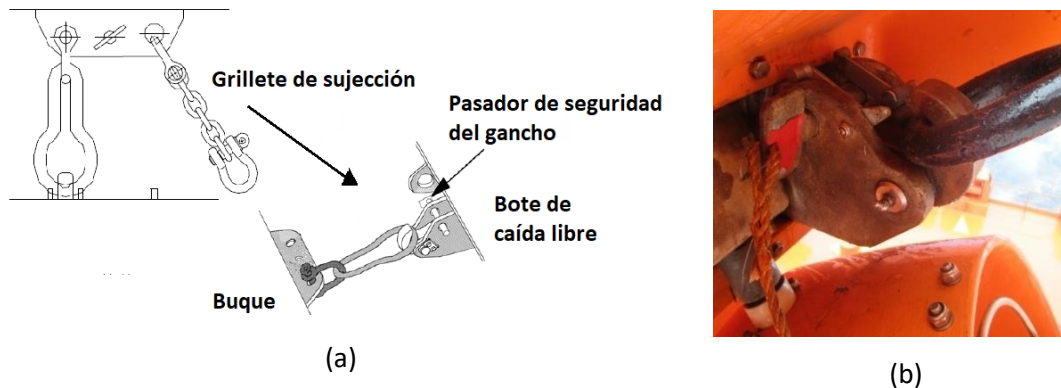 Grillete de sujección
Pasador de seguridad
del gancho
Bote de
caída libre
Buque
(a)
(b)